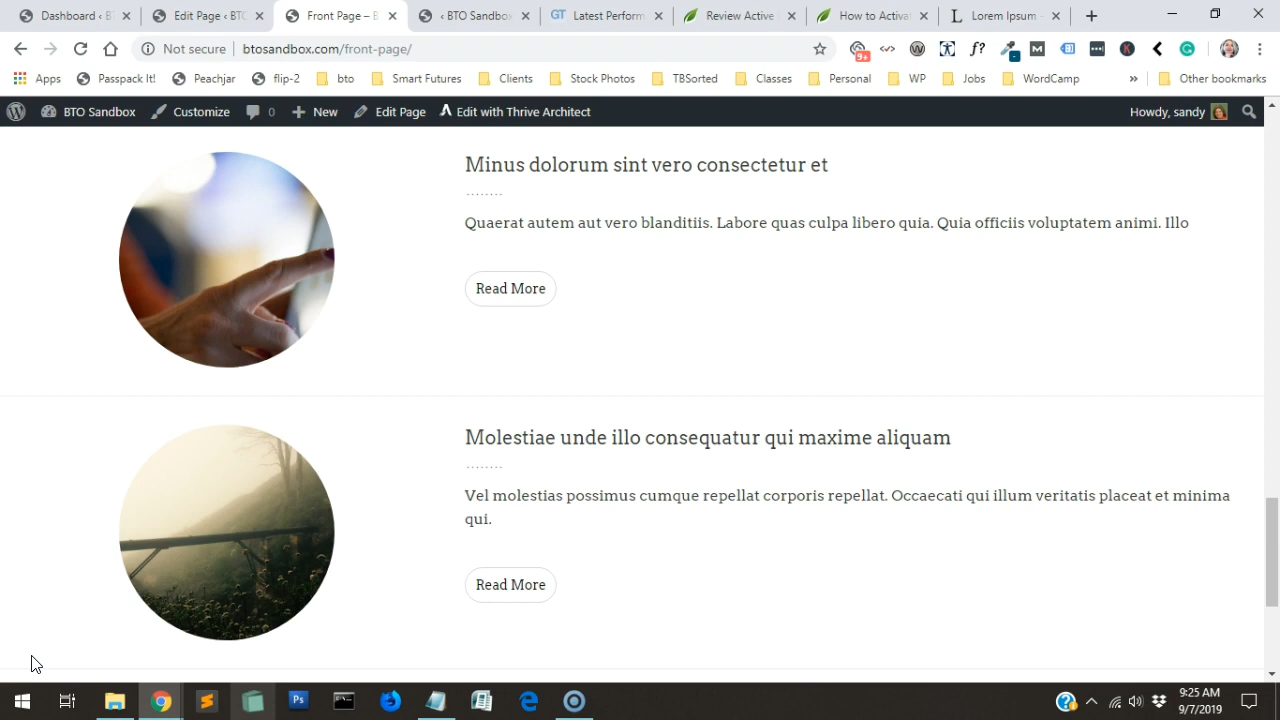 Dashboard ‹ B
Edit Page ‹ BTO
Front Page – B
‹ BTO Sandbox
GT Latest Perform
Review Active
How to Activa
L Lorem Ipsum -
Not secure btosandbox.com/front-page/
f?
9+
M
K
Apps
Passpack It!
Peachjar
flip-2
bto
Smart Futures
Clients
Stock Photos
TBSorted
Classes
Personal
WP
Jobs
WordCamp
»
Other bookmarks
BTO Sandbox
Customize
0
New
Edit Page
Edit with Thrive Architect
Howdy, sandy
Minus dolorum sint vero consectetur et
Quaerat autem aut vero blanditiis. Labore quas culpa libero quia. Quia officiis voluptatem animi. Illo
Read More
Molestiae unde illo consequatur qui maxime aliquam
Vel molestias possimus cumque repellat corporis repellat. Occaecati qui illum veritatis placeat et minima
qui.
Read More
Ps
9:25 AM
9/7/2019